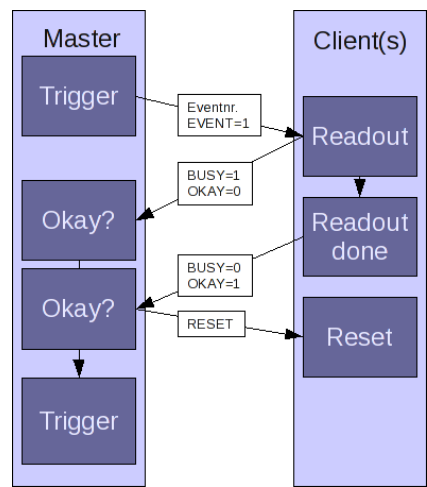 Master
Client(s)
Trigger
Eventnr.
EVENT=1
Readout
BUSY=1
OKAY=0
Okay?
Readout
done
BUSY=0
OKAY=1
Okay?
RESET
Reset
Trigger